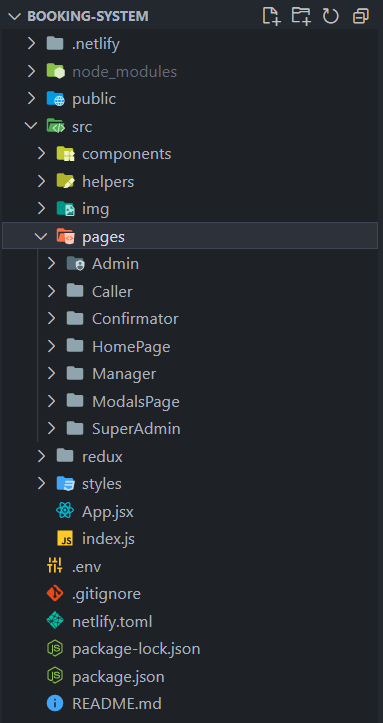 BOOKING-SYSTEM
.netlify
node_modules
public
src
components
helpers
img
pages
Admin
Caller
Confirmator
HomePage
Manager
ModalsPage
SuperAdmin
redux
styles
App.jsx
JS index.js
.env
.gitignore
netlify.toml
package-lock.json
package.json
README.md